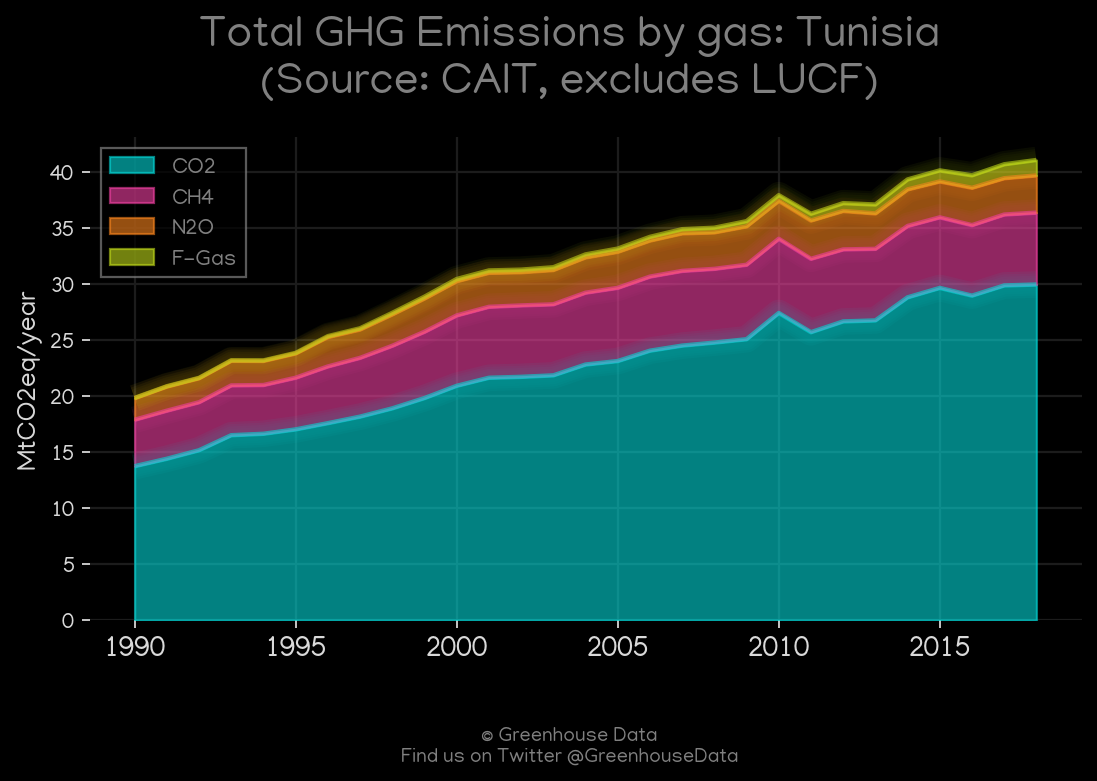 Total GHG Emissions by gas: Tunisia
(Source: CAIT, excludes LUCF)
CO2
CH4
N2O
F-Gas
MtCO2eq/year
40
35
30
25
20
15
10
5
0
1990 1995 2000 2005 2010 2015
© Greenhouse Data
Find us on Twitter @GreenhouseData